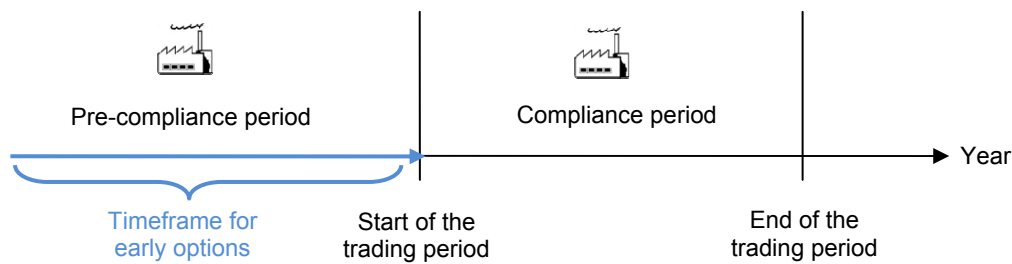 Pre-compliance period
Compliance period
Year
Timeframe for
early options
Start of the
trading period
End of the
trading period